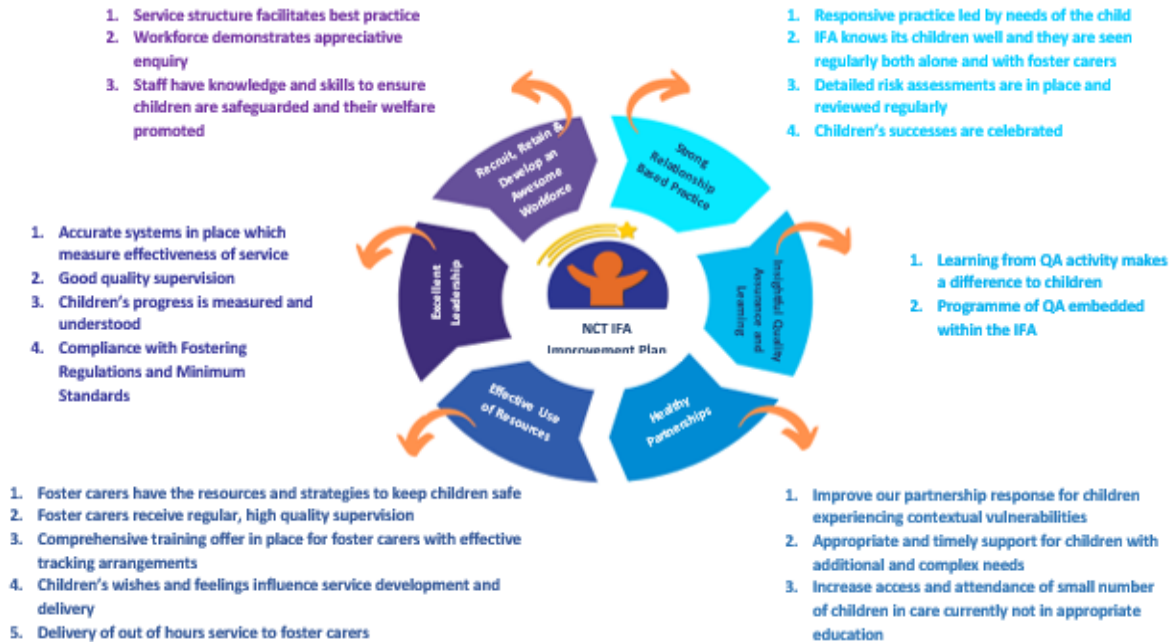 1. Service structure facilitates best practice
2. Workforce demonstrates appreciative
enquiry
3. Staff have knowledge and skills to ensure
children are safeguarded and their welfare
promoted
1. Responsive practice led by needs of the child
2. IFA knows its children well and they are seen
regularly both alone and with foster carers
3. Detailed risk assessments are in place and
reviewed regularly
4. Children's successes are celebrated
Recruit, Retain &
Develop an
Awesome
Workforce
Strong
Relationship
Based Practice
1. Accurate systems in place which
measure effectiveness of service
2. Good quality supervision
3. Children's progress is measured and
understood
4. Compliance with Fostering
Regulations and Minimum
Standards
Excellent
Leadership
NCT IFA
Improvement Plan
Insightful Quality
Assurance and
Learning
1. Learning from QA activity makes
a difference to children
2. Programme of QA embedded
within the IFA
Effective Use
of Resources
Healthy
Partnerships
1. Foster carers have the resources and strategies to keep children safe
2. Foster carers receive regular, high quality supervision
3. Comprehensive training offer in place for foster carers with effective
tracking arrangements
4. Children's wishes and feelings influence service development and
delivery
5. Delivery of out of hours service to foster carers
1. Improve our partnership response for children
experiencing contextual vulnerabilities
2. Appropriate and timely support for children with
additional and complex needs
3. Increase access and attendance of small number
of children in care currently not in appropriate
education